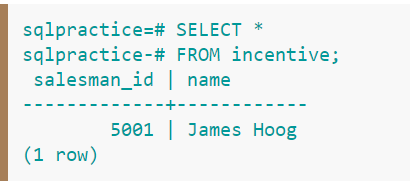 sqlpractice=# SELECT *
sqlpractice-# FROM incentive;
 salesman_id | name
-------------+------------
        5001 | James Hoog
(1 row)